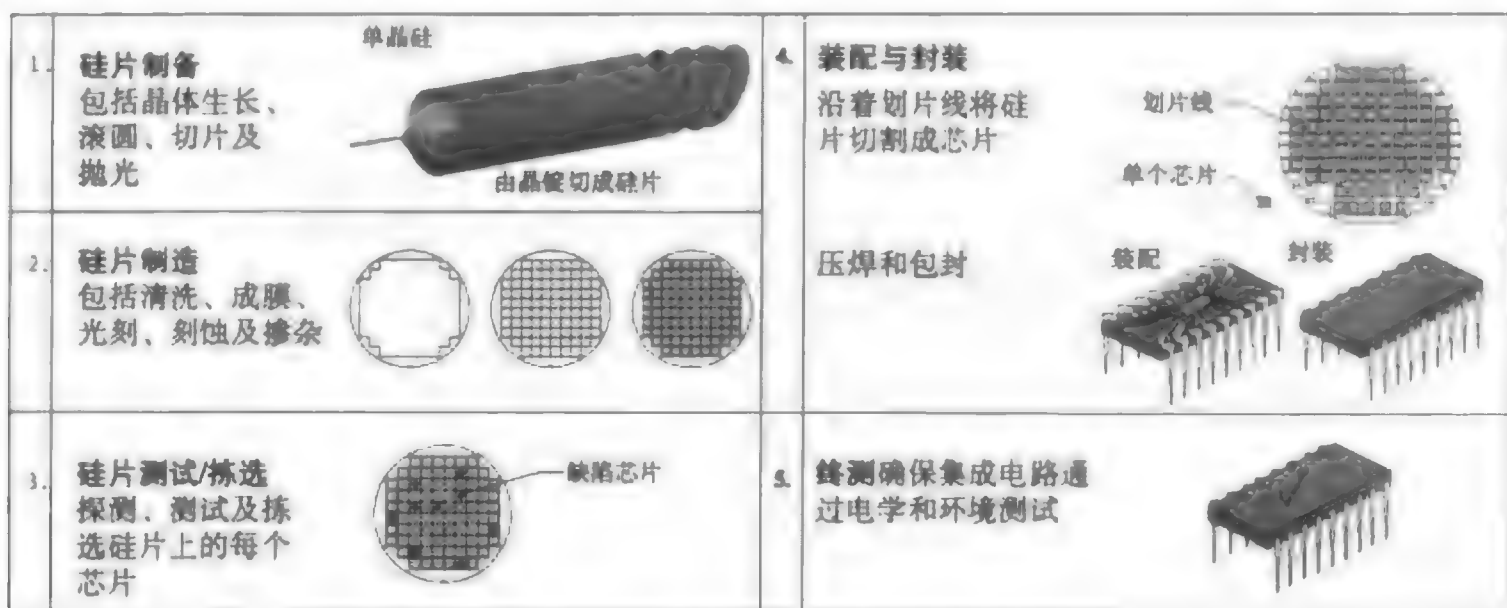 1.
硅片制备
包括晶体生长、
滚圆、切片及
抛光
单晶硅
由晶锭切成硅片
2.
硅片制造
包括清洗、成膜、
光刻、刻蚀及掺杂
3.
硅片测试/拣选
探测、测试及拣
选硅片上的每个
芯片
缺陷芯片
4.
装配与封装
沿着划片线将硅
片切割成芯片
划片线
单个芯片
压焊和包封
装配
封装
5.
终测确保集成电路通
过电学和环境测试